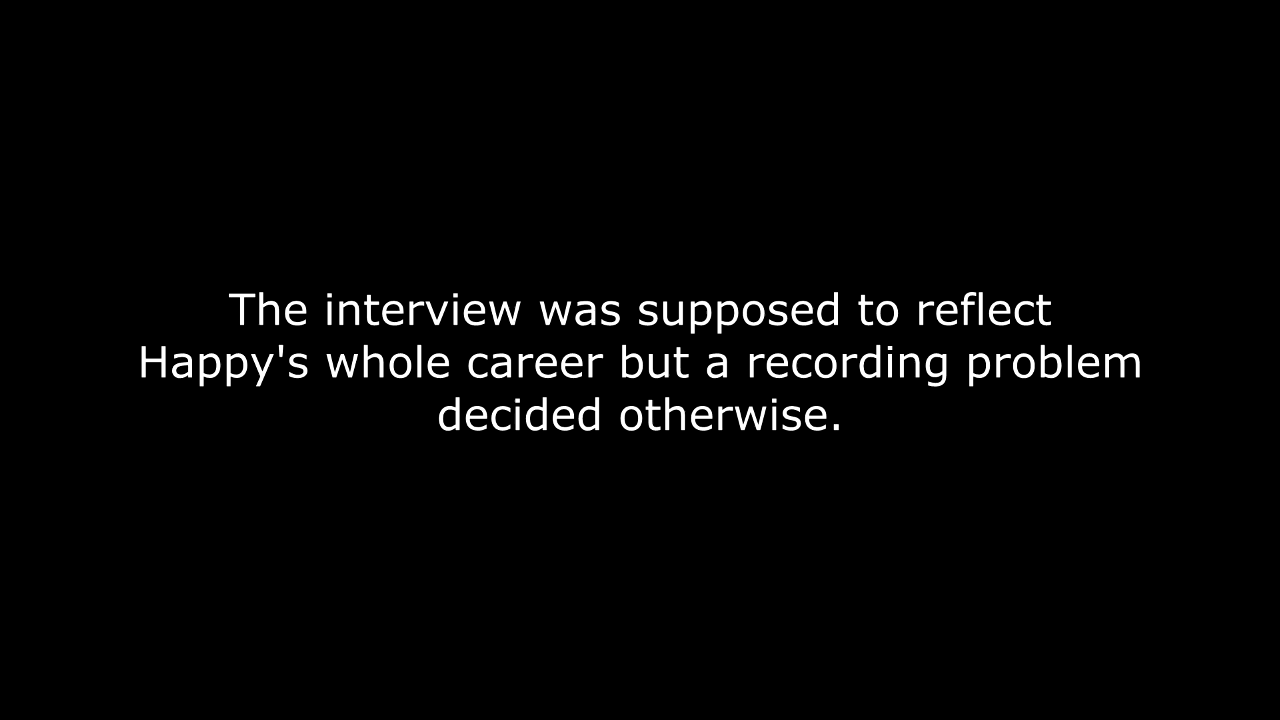 The interview was supposed to reflect
Happy's whole career but a recording problem
decided otherwise.